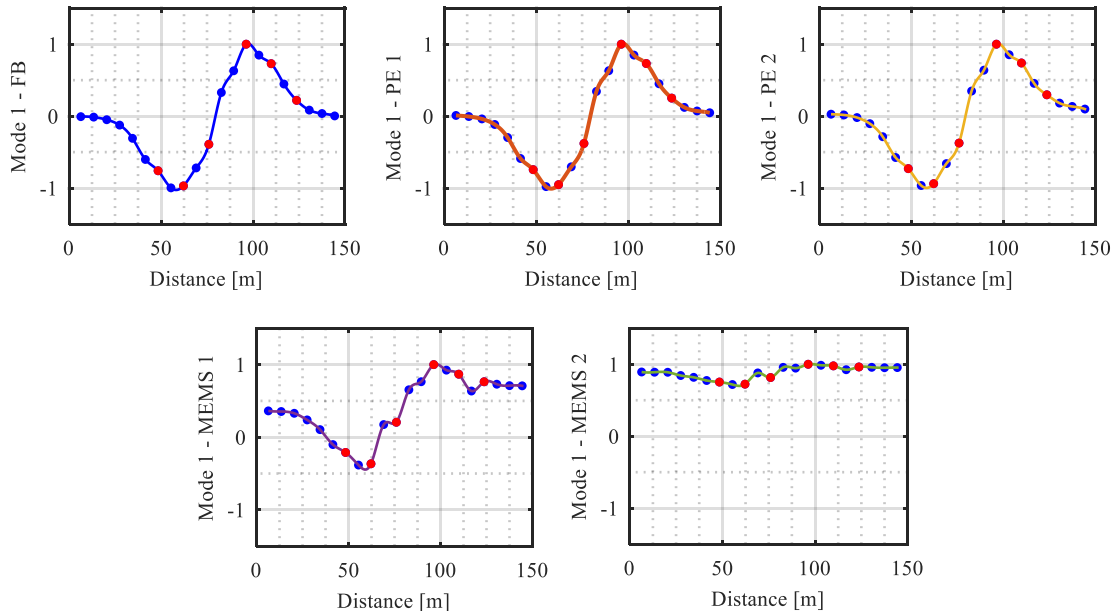 Mode 1 - FB
1
0
-1
0 50 100 150
Distance [m]
Mode 1 - PE 1
1
0
-1
0 50 100 150
Distance [m]
Mode 1 - PE 2
1
0
-1
0 50 100 150
Distance [m]
Mode 1 - MEMS 1
1
0
-1
0 50 100 150
Distance [m]
Mode 1 - MEMS 2
1
0
-1
0 50 100 150
Distance [m]